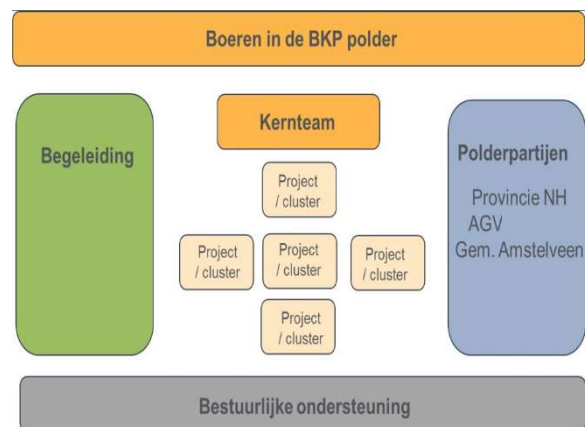 Boeren in de BKP polder
Begeleiding
Kernteam
Project
/ cluster
Project
/ cluster
Project
/ cluster
Project
/ cluster
Project
/ cluster
Polderpartijen
Provincie NH
AGV
Gem. Amstelveen
Bestuurlijke ondersteuning